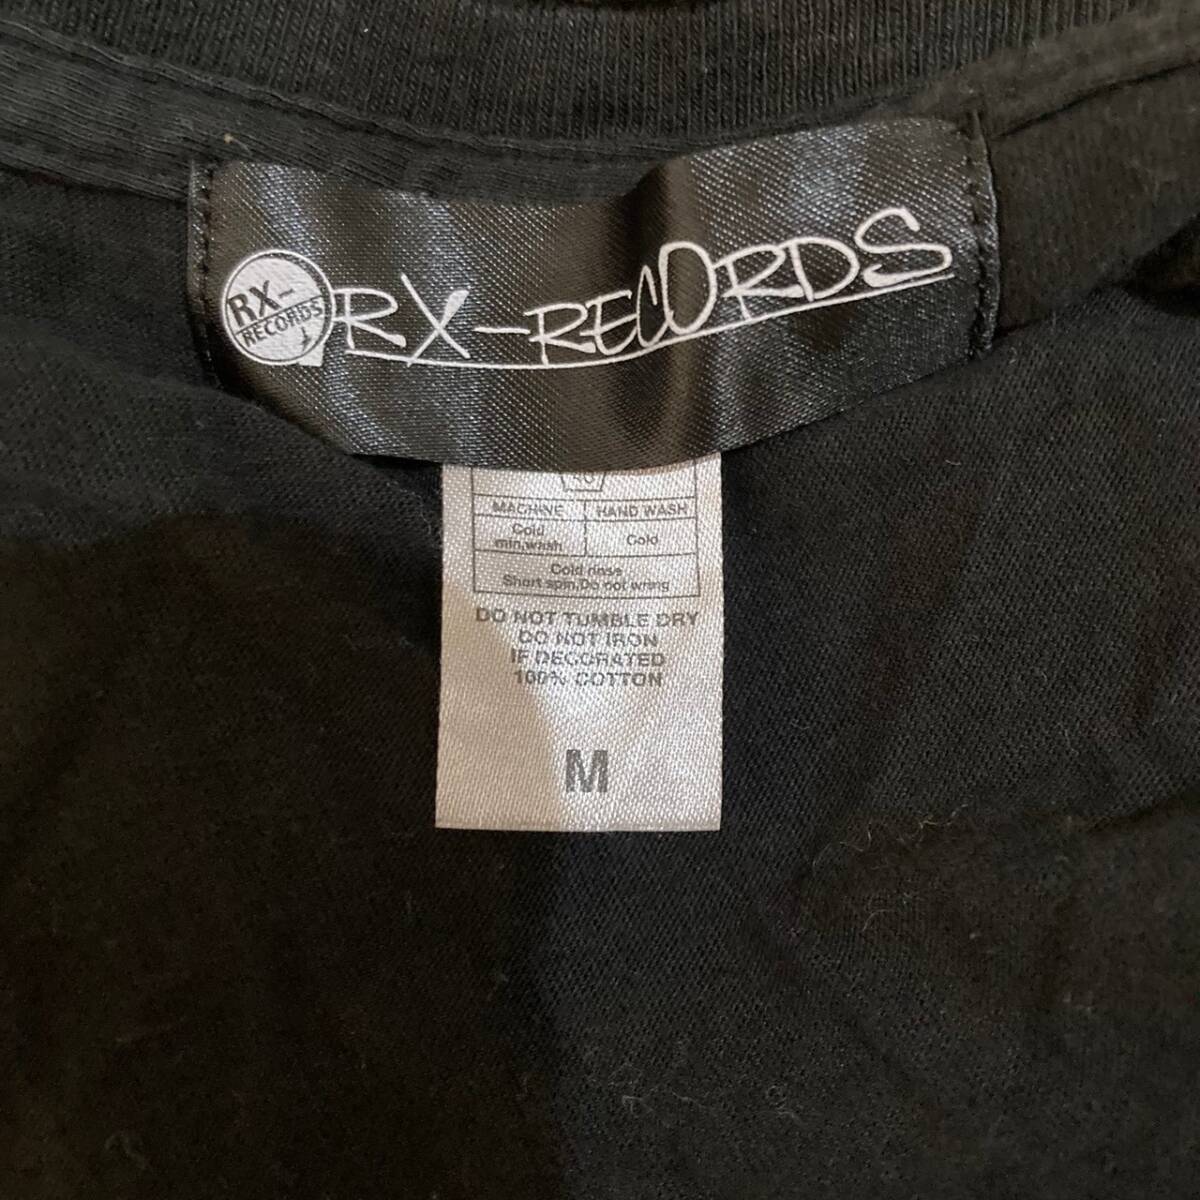 RX-
RECORDS
RX-RECORDS
40
MACHINE HAND WASH
Cold
min,wash
Cold
Cold rinse
Short spin,Do not wring
DO NOT TUMBLE DRY
DO NOT IRON
IF DECORATED
100% COTTON
M